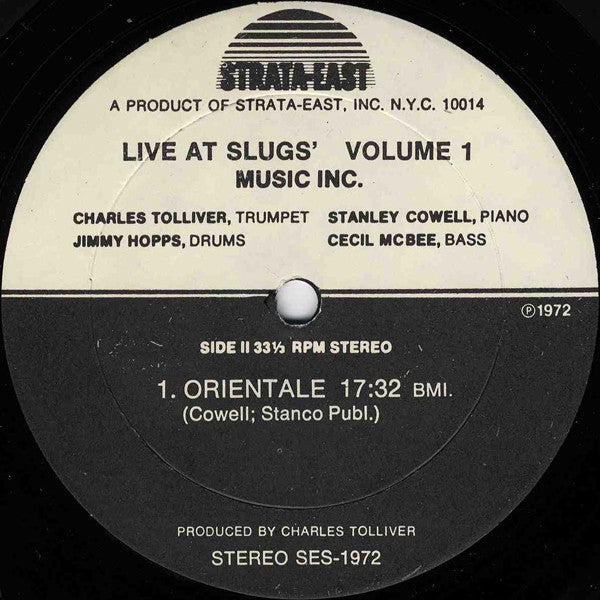 STRATA-EAST
A PRODUCT OF STRATA-EAST, INC. N.Y.C. 10014
LIVE AT SLUGS' VOLUME 1
MUSIC INC.
CHARLES TOLLIVER, TRUMPET STANLEY COWELL, PIANO
JIMMY HOPPS, DRUMS CECIL MCBEE, BASS
℗1972
SIDE II 33⅓ RPM STEREO
1. ORIENTALE 17:32 BMI.
(Cowell; Stanco Publ.)
PRODUCED BY CHARLES TOLLIVER
STEREO SES-1972